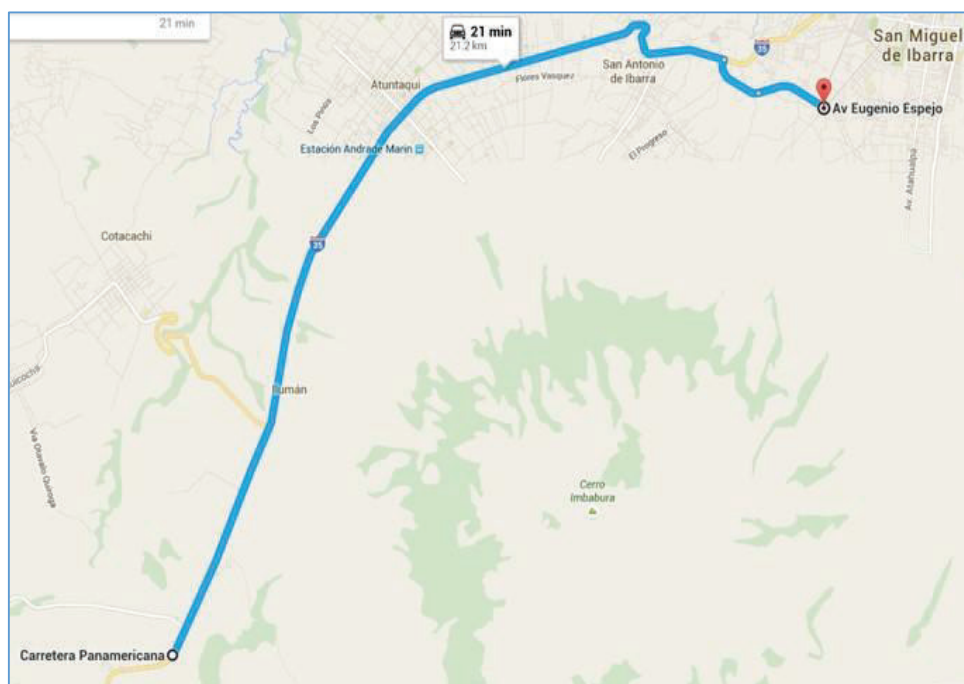 21 min
21 min
21.2 km
35
San Miguel
de Ibarra
San Antonio
de Ibarra
Flores Vasquez
Atuntaqui
Los Pinos
Av Eugenio Espejo
Estación Andrade Marin
El Progreso
Av. Atahualpa
Cotacachi
35
Vía Otavalo Quiroga
Cerro
Imbabura
Carretera Panamericana